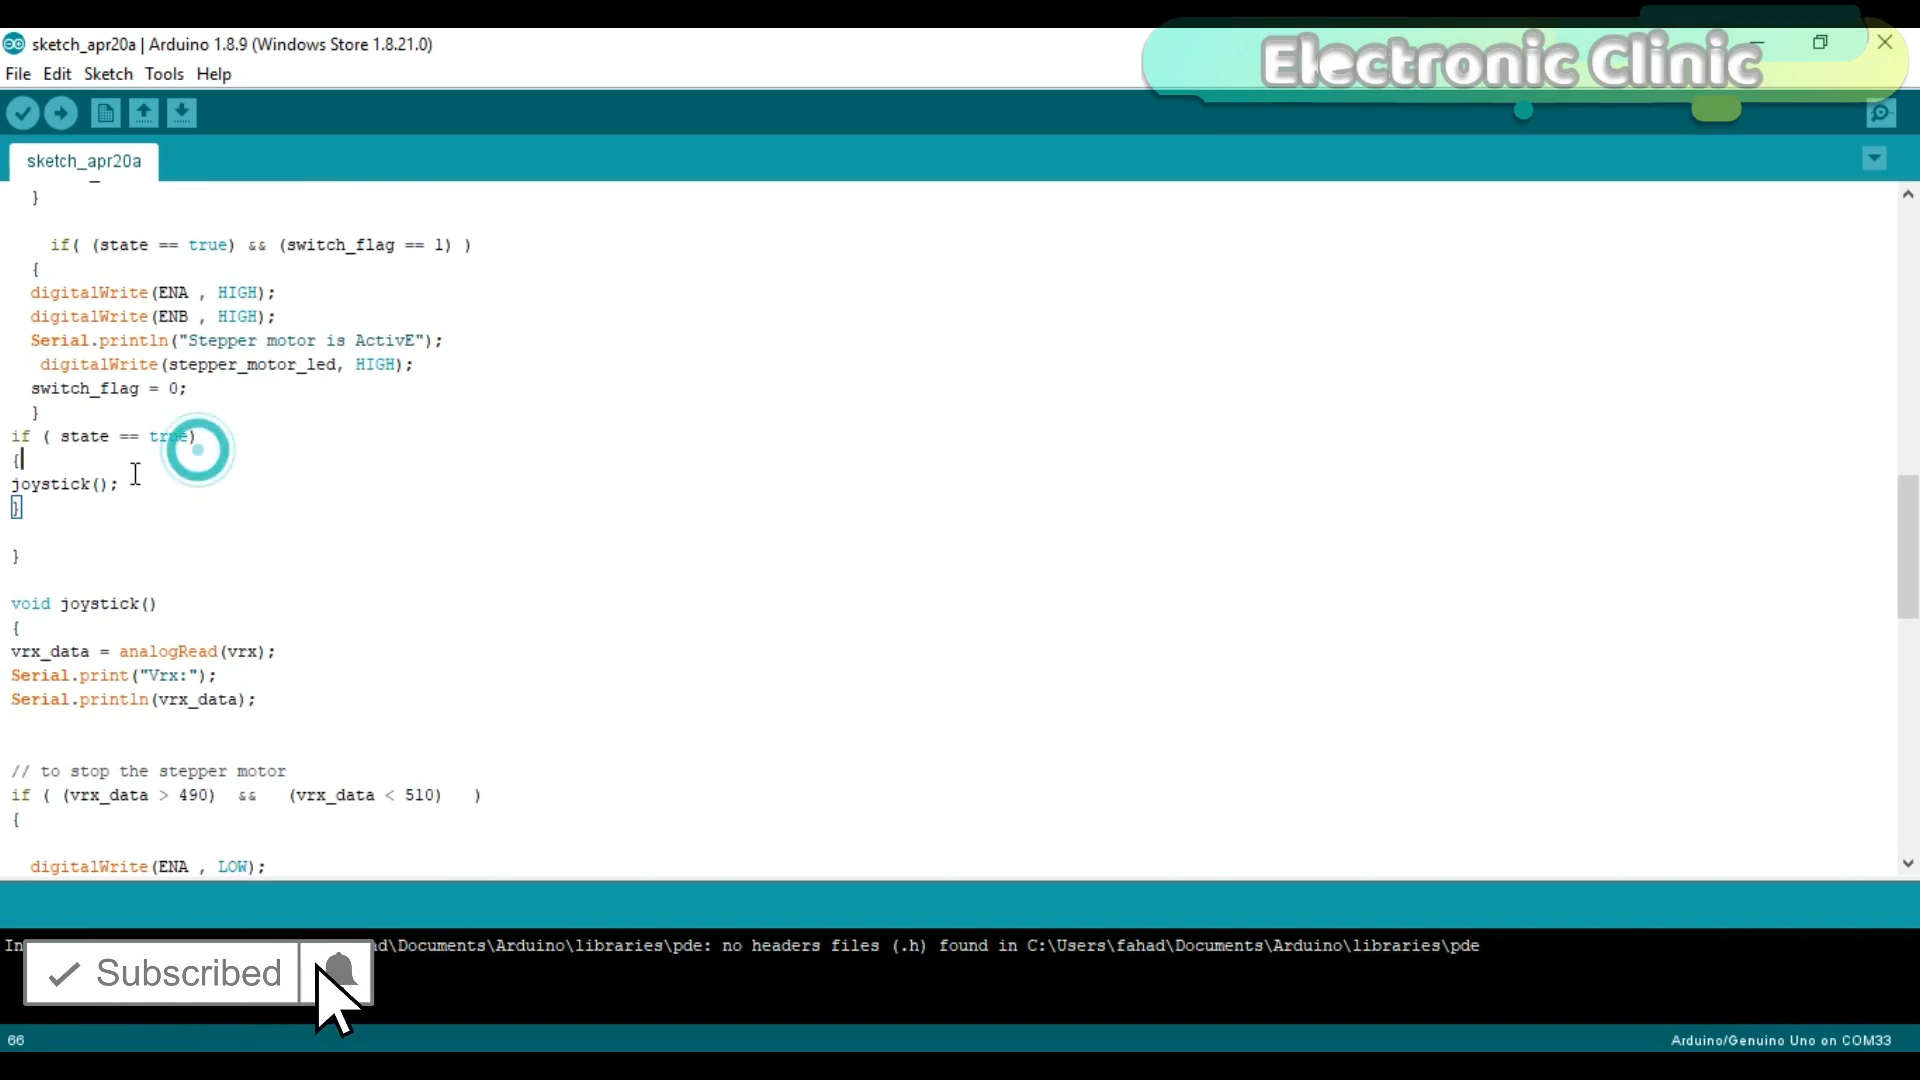 sketch_apr20a | Arduino 1.8.9 (Windows Store 1.8.21.0)
Electronic Clinic
File Edit Sketch Tools Help
sketch_apr20a
}
if( (state == true) && (switch_flag == 1) )
{
digitalWrite(ENA , HIGH);
digitalWrite(ENB , HIGH);
Serial.println("Stepper motor is ActivE");
digitalWrite(stepper_motor_led, HIGH);
switch_flag = 0;
}
if ( state == true)
{
joystick();
}
}
void joystick()
{
vrx_data = analogRead(vrx);
Serial.print("Vrx:");
Serial.println(vrx_data);
// to stop the stepper motor
if ( (vrx_data > 490) && (vrx_data < 510) )
{
digitalWrite(ENA , LOW);
\Documents\Arduino\libraries\pde: no headers files (.h) found in C:\Users\fahad\Documents\Arduino\libraries\pde
Subscribed
66
Arduino/Genuino Uno on COM33